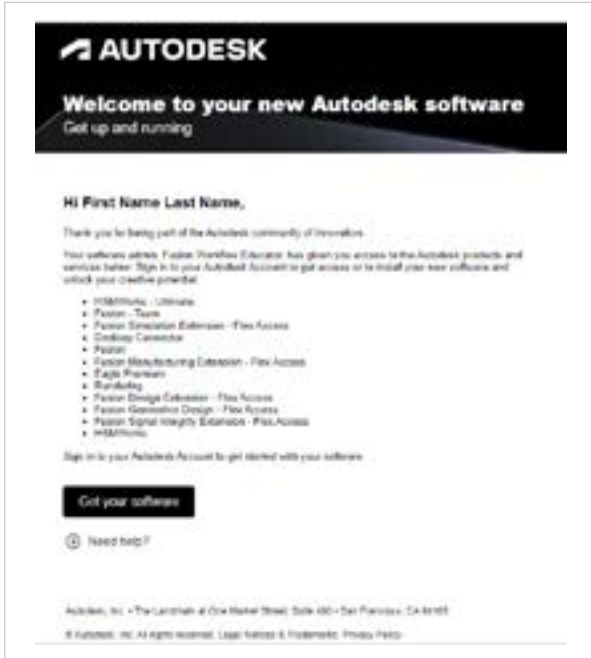 AUTODESK
Welcome to your new Autodesk software
Get up and running
Hi First Name Last Name,
Thank you for being part of the Autodesk community of innovators.
Your software admin, Fusion Workflow Educator, has given you access to the Autodesk products and
services below. Sign in to your Autodesk Account to get access or to install your new software and
unlock your creative potential.
HSMWorks - Ultimate
Fusion - Team
Fusion Simulation Extension - Flex Access
Desktop Connector
Fusion
Fusion Manufacturing Extension - Flex Access
Eagle Premium
Rendering
Fusion Design Extension - Flex Access
Fusion Generative Design - Flex Access
Fusion Signal Integrity Extension - Flex Access
HSMWorks
Sign in to your Autodesk Account to get started with your software.
Get your software
Need help?
Autodesk, Inc. • The Landmark at One Market Street, Suite 400 • San Francisco, CA 94105
© Autodesk, Inc. All rights reserved. Legal Notices & Trademarks Privacy Policy